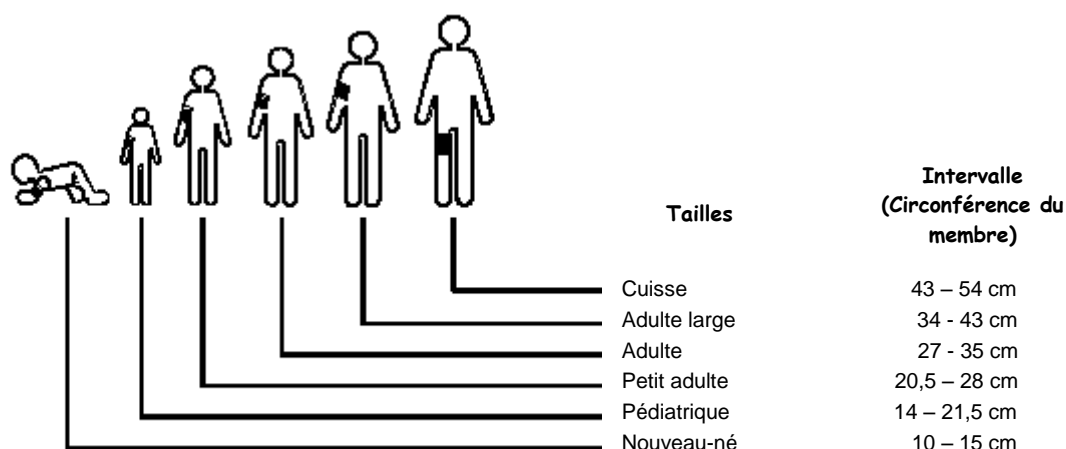 Tailles
Intervalle
(Circonférence du
membre)
Cuisse 43 – 54 cm
Adulte large 34 - 43 cm
Adulte 27 - 35 cm
Petit adulte 20,5 – 28 cm
Pédiatrique 14 – 21,5 cm
Nouveau-né 10 – 15 cm